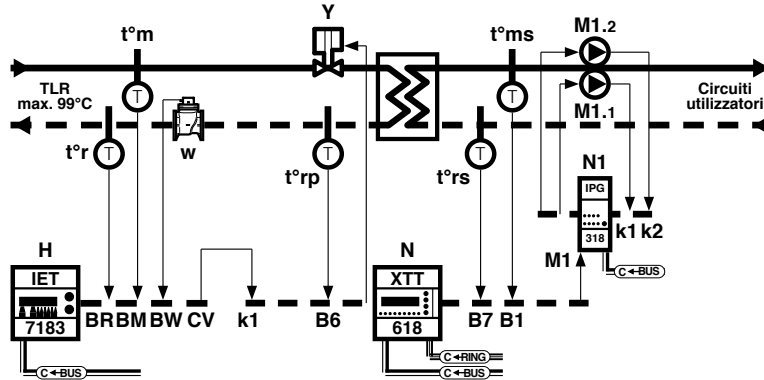 Y
M1.2
t°m
t°ms
T
T
TLR
max. 99°C
M1.1
Circuiti
utilizzatori
t°r
T
w
t°rp
T
t°rs
T
N1
IPG
318
k1 k2
M1
C BUS
H
IET
7183
BR BM BW CV k1 B6
N
XTT
618
B7 B1
C RING
C BUS
C BUS